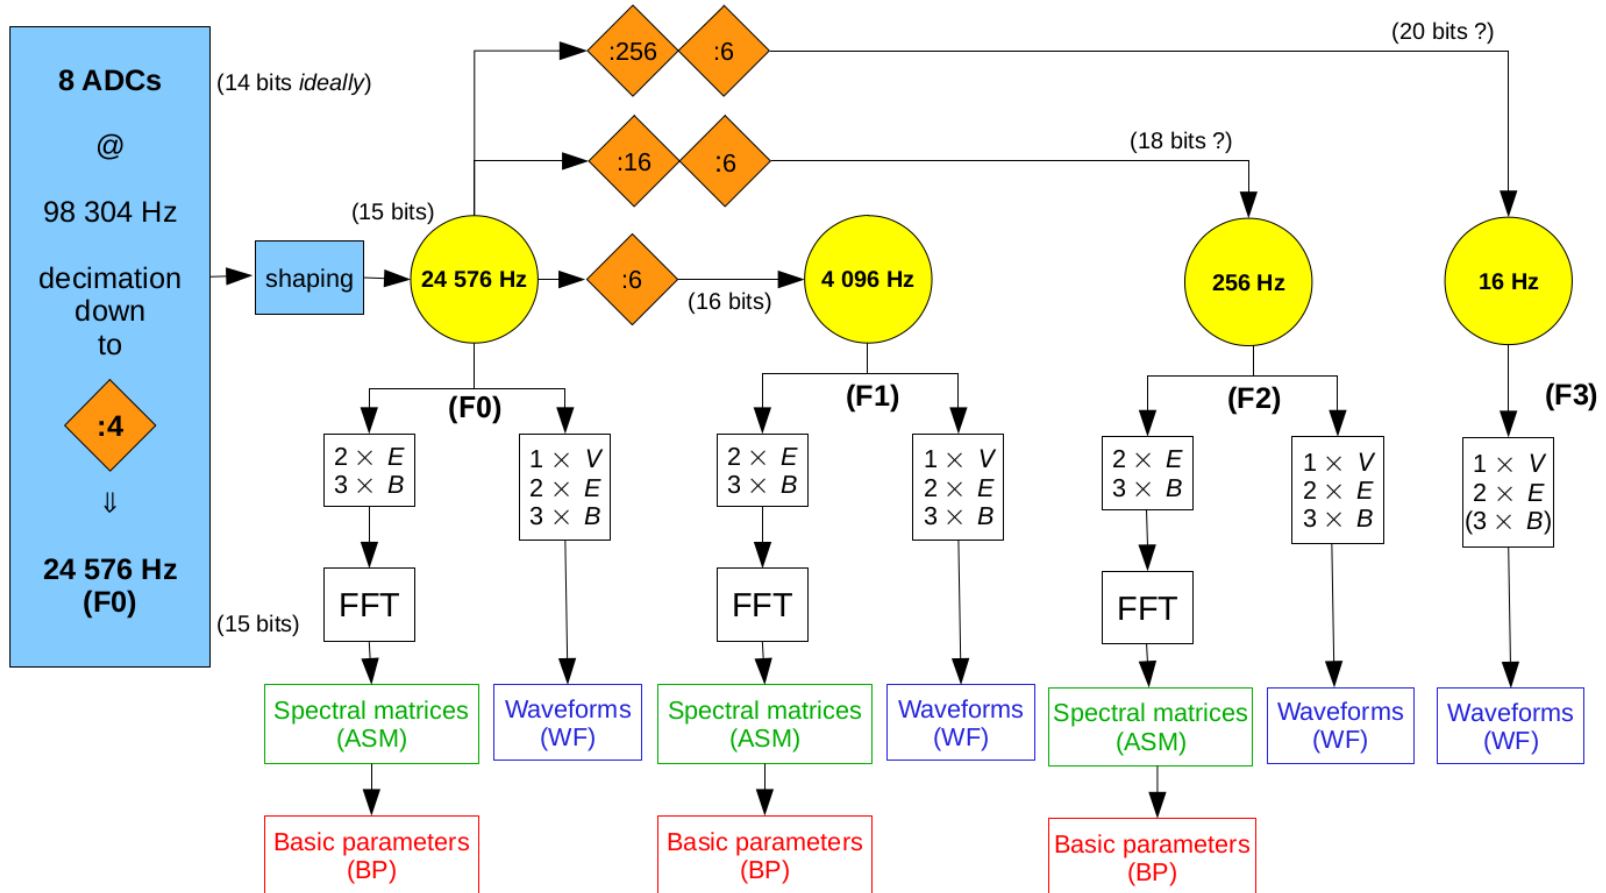 8 ADCs
@
98 304 Hz
decimation
down
to
:4
⇓
24 576 Hz
(F0)
(14 bits ideally)
(15 bits)
shaping
(15 bits)
24 576 Hz
:256
:6
(20 bits ?)
:16
:6
(18 bits ?)
:6
(16 bits)
4 096 Hz
256 Hz
16 Hz
(F0)
(F1)
(F2)
(F3)
2 × E
3 × B
1 × V
2 × E
3 × B
2 × E
3 × B
1 × V
2 × E
3 × B
2 × E
3 × B
1 × V
2 × E
3 × B
1 × V
2 × E
(3 × B)
FFT
FFT
FFT
Spectral matrices
(ASM)
Waveforms
(WF)
Spectral matrices
(ASM)
Waveforms
(WF)
Spectral matrices
(ASM)
Waveforms
(WF)
Waveforms
(WF)
Basic parameters
(BP)
Basic parameters
(BP)
Basic parameters
(BP)